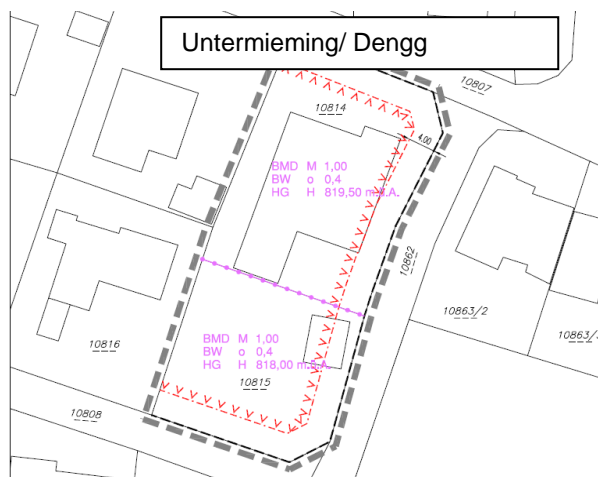 Untermieming/ Dengg
10807
10814
4,00
BMD M 1,00
BW o 0,4
HG H 819,50 m.ü.A.
10862
10863/2
10863/
BMD M 1,00
BW o 0,4
HG H 818,00 m.ü.A.
10816
10815
10808